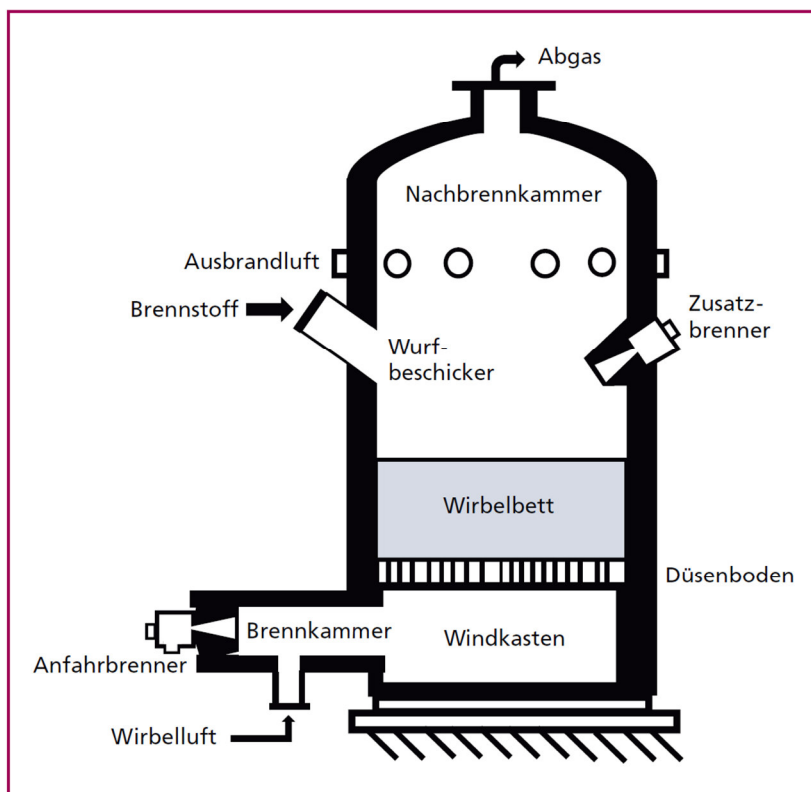 Abgas
Nachbrennkammer
Ausbrandluft
Brennstoff
Zusatz-
brenner
Wurf-
beschicker
Wirbelbett
Düsenboden
Brennkammer
Windkasten
Anfahrbrenner
Wirbelluft